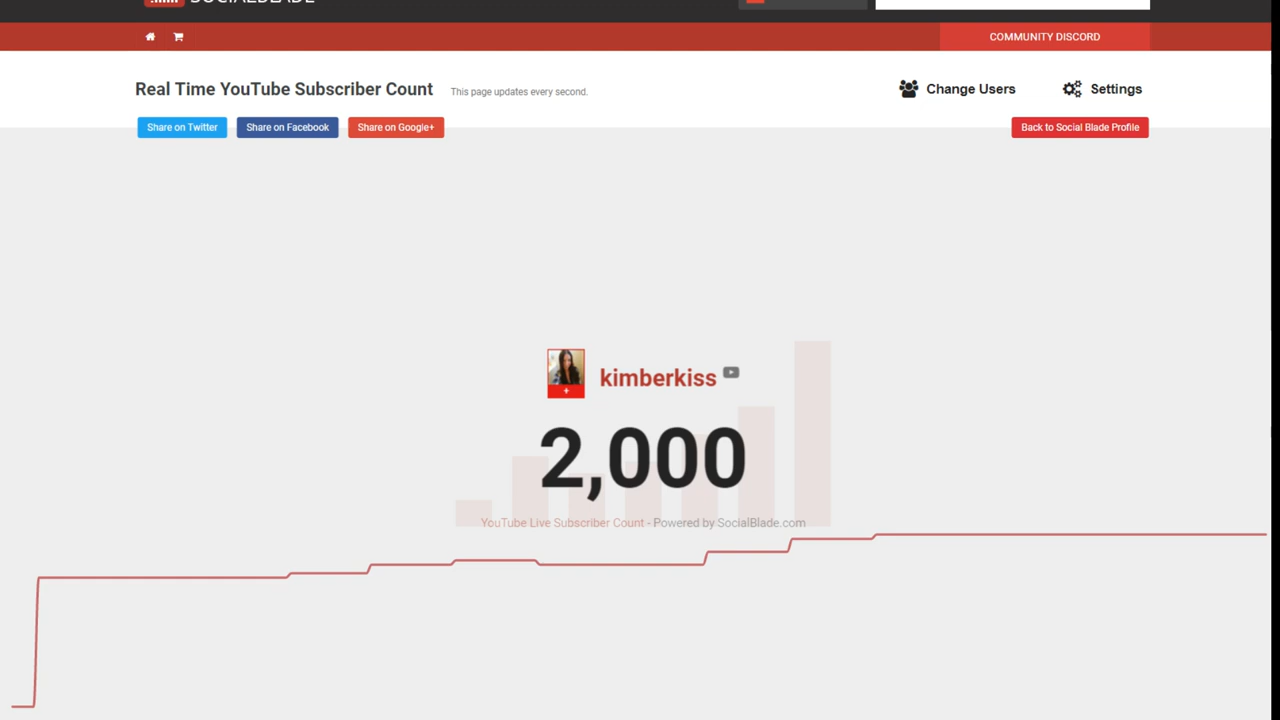 SOCIALBLADE
COMMUNITY DISCORD
Real Time YouTube Subscriber Count This page updates every second.
Change Users Settings
Share on Twitter Share on Facebook Share on Google+ Back to Social Blade Profile
kimberkiss
+
2,000
YouTube Live Subscriber Count - Powered by SocialBlade.com